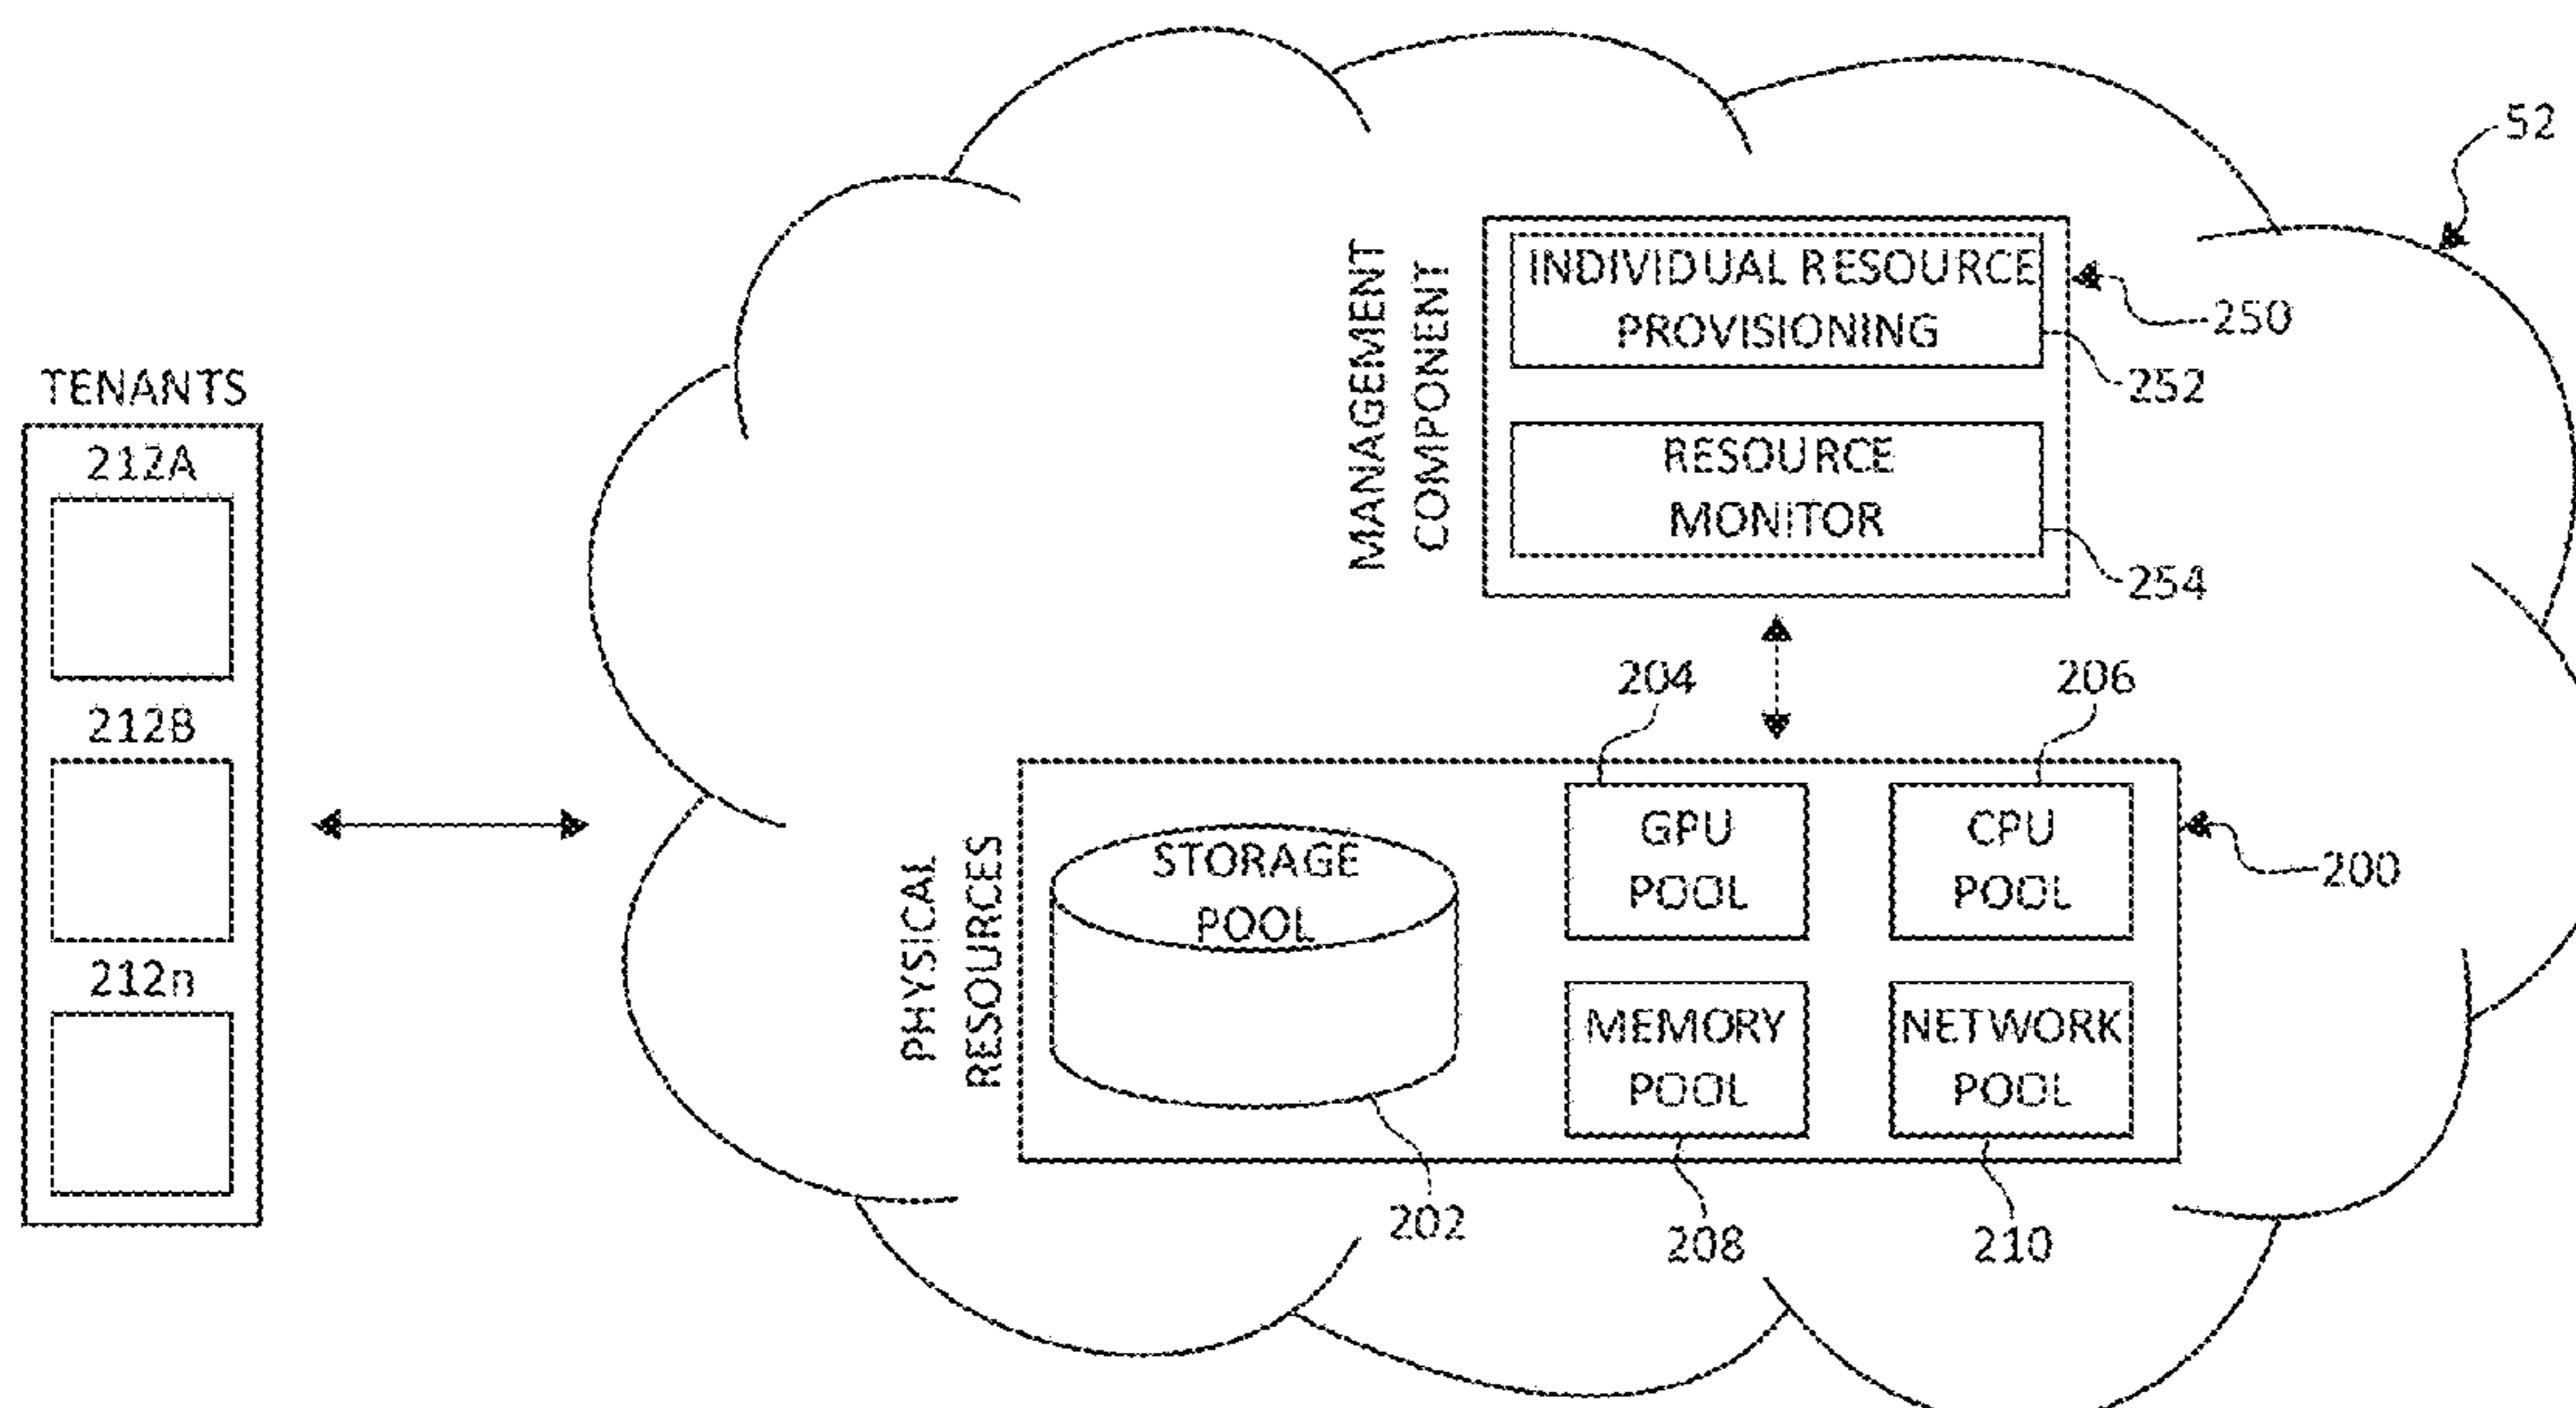 52
MANAGEMENT
COMPONENT
INDIVIDUAL RESOURCE
PROVISIONING
250
252
RESOURCE
MONITOR
254
TENANTS
212A
212B
212n
204
206
PHYSICAL
RESOURCES
STORAGE
POOL
GPU
POOL
CPU
POOL
200
MEMORY
POOL
NETWORK
POOL
202
208
210